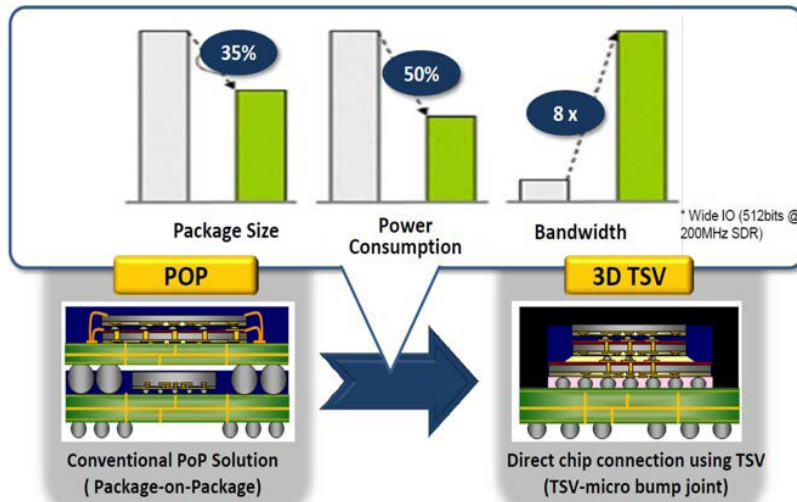 35%
50%
8 x
Package Size
Power
Consumption
Bandwidth
* Wide IO (512bits @
200MHz SDR)
POP
3D TSV
Conventional PoP Solution
( Package-on-Package)
Direct chip connection using TSV
(TSV-micro bump joint)